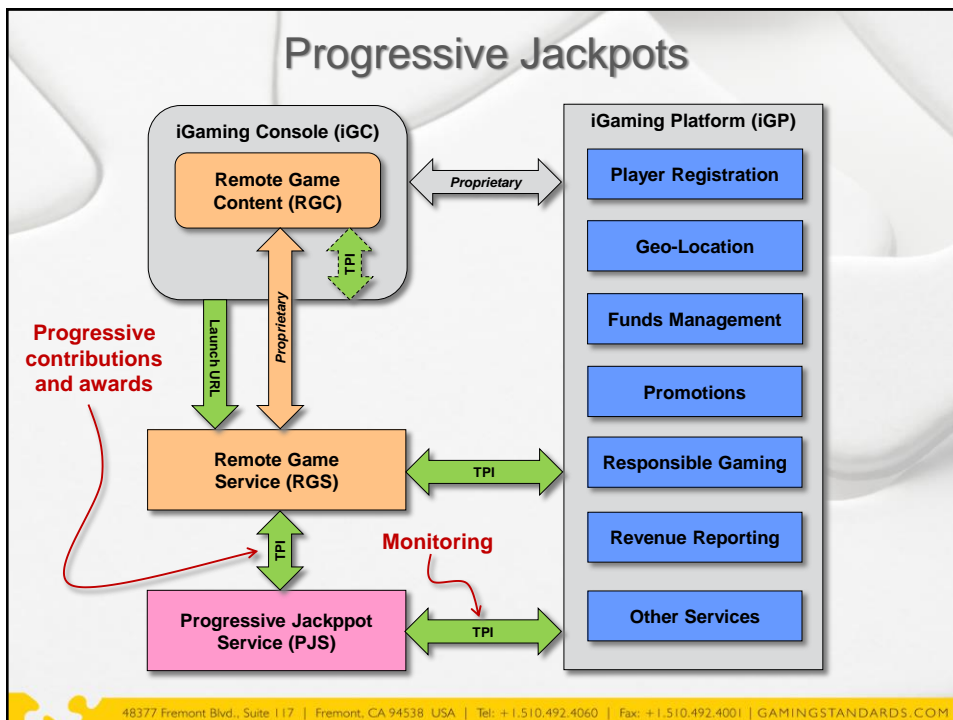 Progressive Jackpots
iGaming Console (iGC)
Remote Game
Content (RGC)
TPI
Proprietary
Launch URL
Proprietary
iGaming Platform (iGP)
Player Registration
Geo-Location
Funds Management
Promotions
Responsible Gaming
Revenue Reporting
Other Services
Progressive
contributions
and awards
Remote Game
Service (RGS)
TPI
TPI
Monitoring
Progressive Jackppot
Service (PJS)
TPI
48377 Fremont Blvd., Suite 117 | Fremont, CA 94538 USA | Tel: +1.510.492.4060 | Fax: +1.510.492.4001 | GAMINGSTANDARDS.COM